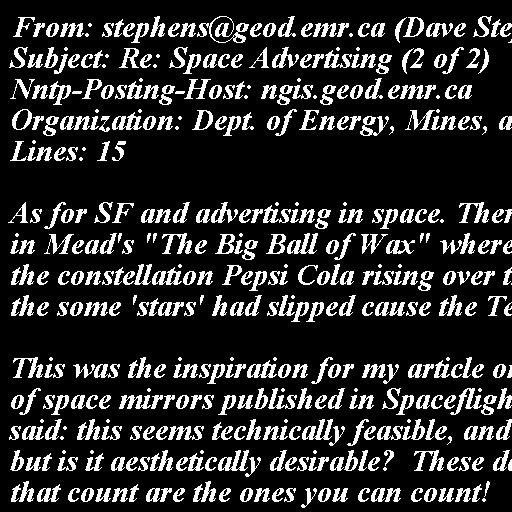 From: stephens@geod.emr.ca (Dave
Subject: Re: Space Advertising (2 of 2)
Nntp-Posting-Host: ngis.geod.emr.ca
Organization: Dept. of Energy, Mines,
Lines: 15

As for SF and advertising in space.
in Mead's "The Big Ball of Wax" where
the constellation Pepsi Cola rising over
the some 'stars' had slipped cause the

This was the inspiration for my article
of space mirrors published in
said: this seems technically feasible, and
but is it aesthetically desirable? These
that count are the ones you can count!